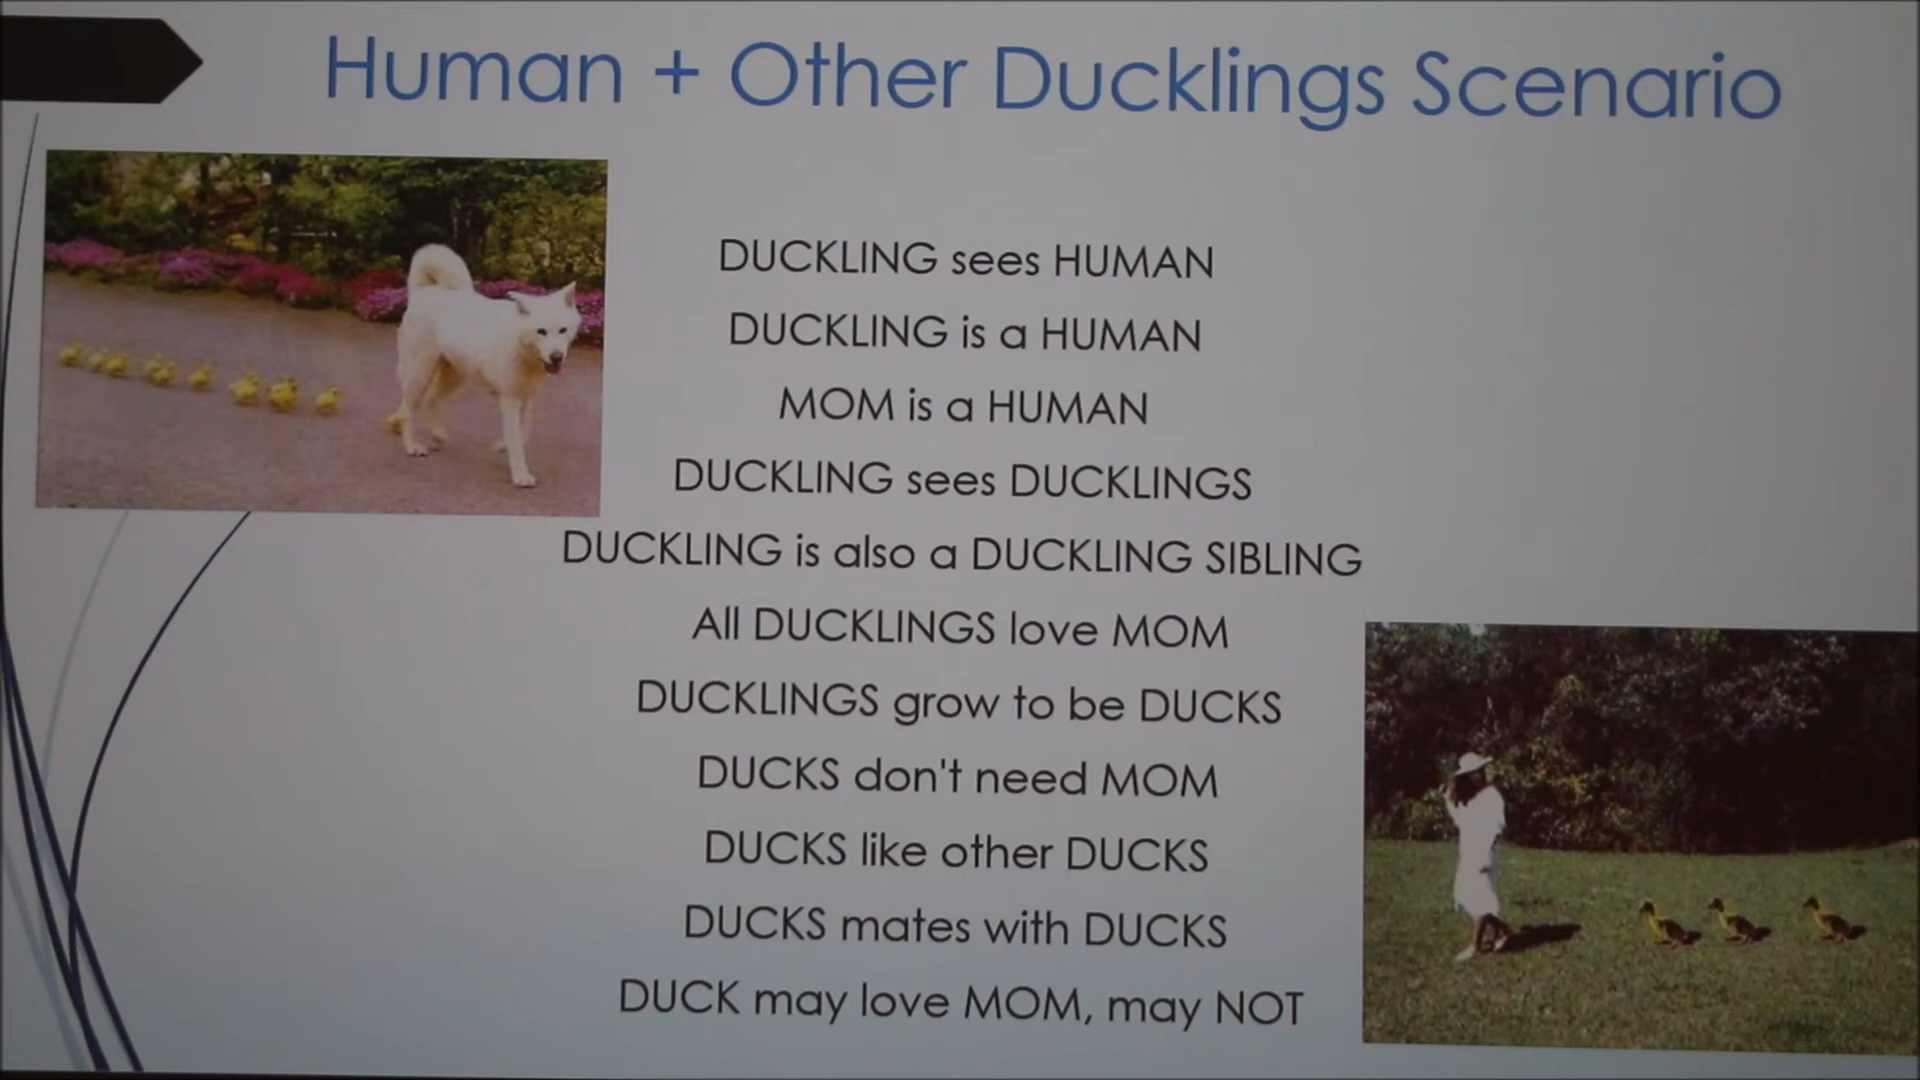 Human + Other Ducklings Scenario
DUCKLING sees HUMAN
DUCKLING is a HUMAN
MOM is a HUMAN
DUCKLING sees DUCKLINGS
DUCKLING is also a DUCKLING SIBLING
All DUCKLINGS love MOM
DUCKLINGS grow to be DUCKS
DUCKS don't need MOM
DUCKS like other DUCKS
DUCKS mates with DUCKS
DUCK may love MOM, may NOT